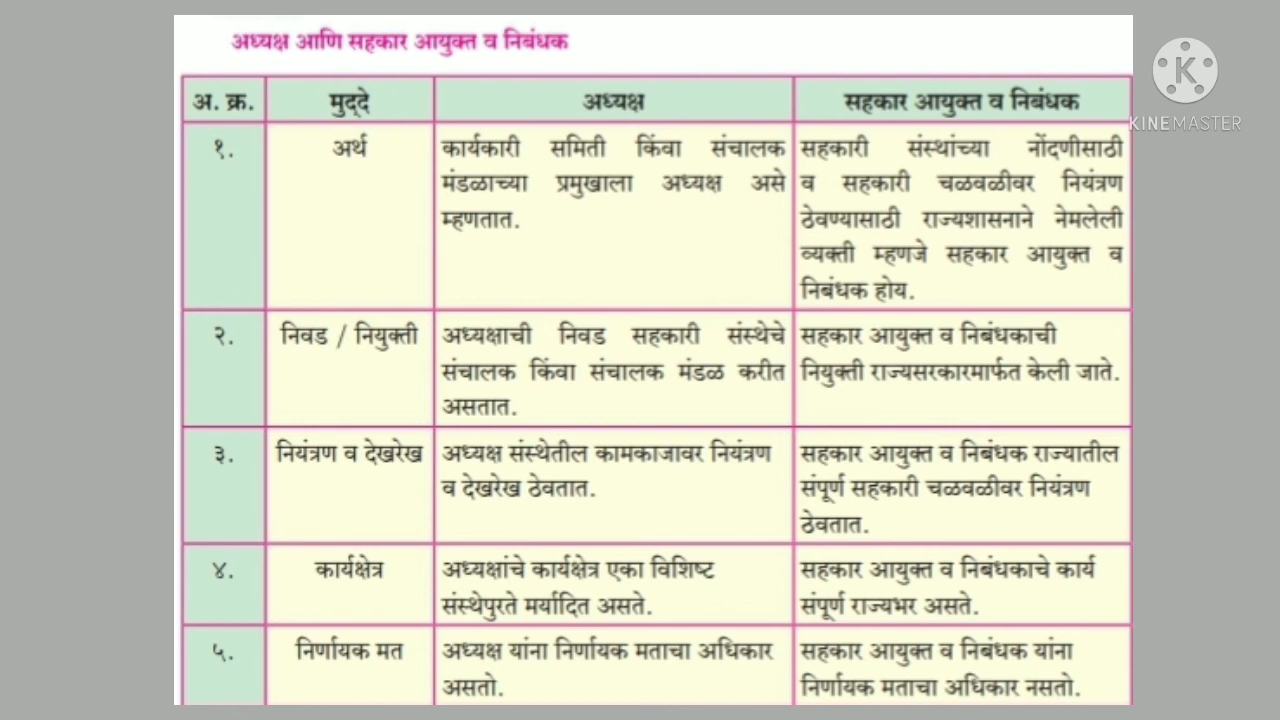 अध्यक्ष आणि सहकार आयुक्त व निबंधक
अ. क्र. मुद्दे अध्यक्ष सहकार आयुक्त व निबंधक
१. अर्थ
कार्यकारी समिती किंवा संचालक
मंडळाच्या प्रमुखाला अध्यक्ष असे
म्हणतात.
सहकारी संस्थांच्या नोंदणीसाठी
व सहकारी चळवळीवर नियंत्रण
ठेवण्यासाठी राज्यशासनाने नेमलेली
व्यक्ती म्हणजे सहकार आयुक्त व
निबंधक होय.
२. निवड / नियुक्ती
अध्यक्षाची निवड सहकारी संस्थेचे
संचालक किंवा संचालक मंडळ करीत
असतात.
सहकार आयुक्त व निबंधकाची
नियुक्ती राज्यसरकारमार्फत केली जाते.
३. नियंत्रण व देखरेख
अध्यक्ष संस्थेतील कामकाजावर नियंत्रण
व देखरेख ठेवतात.
सहकार आयुक्त व निबंधक राज्यातील
संपूर्ण सहकारी चळवळीवर नियंत्रण
ठेवतात.
४. कार्यक्षेत्र
अध्यक्षांचे कार्यक्षेत्र एका विशिष्ट
संस्थेपुरते मर्यादित असते.
सहकार आयुक्त व निबंधकाचे कार्य
संपूर्ण राज्यभर असते.
५. निर्णायक मत
अध्यक्ष यांना निर्णायक मताचा अधिकार
असतो.
सहकार आयुक्त व निबंधक यांना
निर्णायक मताचा अधिकार नसतो.
K
KINEMASTER